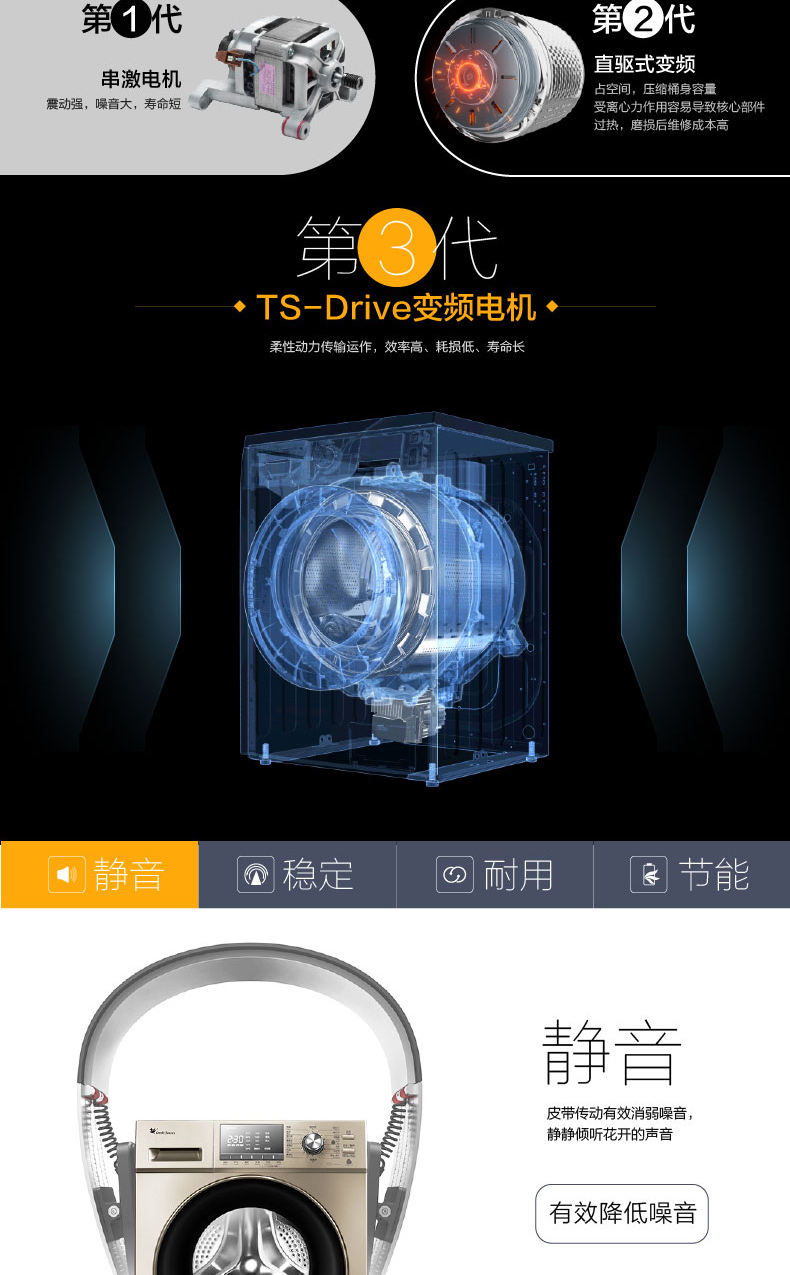 第1代
串激电机
震动强，噪音大，寿命短
第2代
直驱式变频
占空间，压缩桶身容量
受离心力作用容易导致核心部件
过热，磨损后维修成本高
第3代
TS-Drive变频电机
柔性动力传输运作，效率高、耗损低、寿命长
静音
稳定
耐用
节能
静音
皮带传动有效消弱噪音，
静静倾听花开的声音
2:30
有效降低噪音